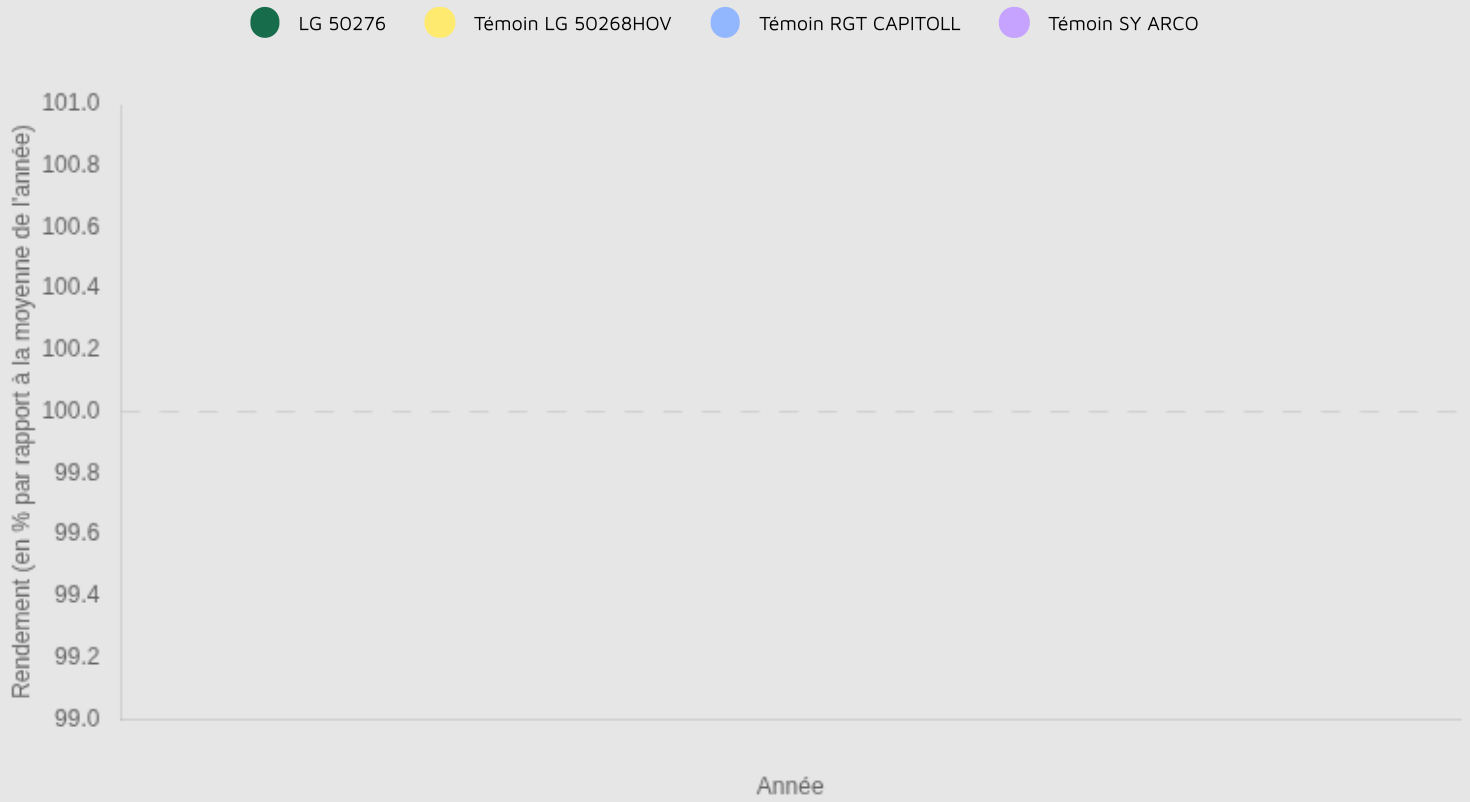 LG 50276
Témoin LG 50268HOV
Témoin RGT CAPITOLL
Témoin SY ARCO
Rendement (en % par rapport à la moyenne de l'année)
101.0
100.8
100.6
100.4
100.2
100.0
99.8
99.6
99.4
99.2
99.0
Année